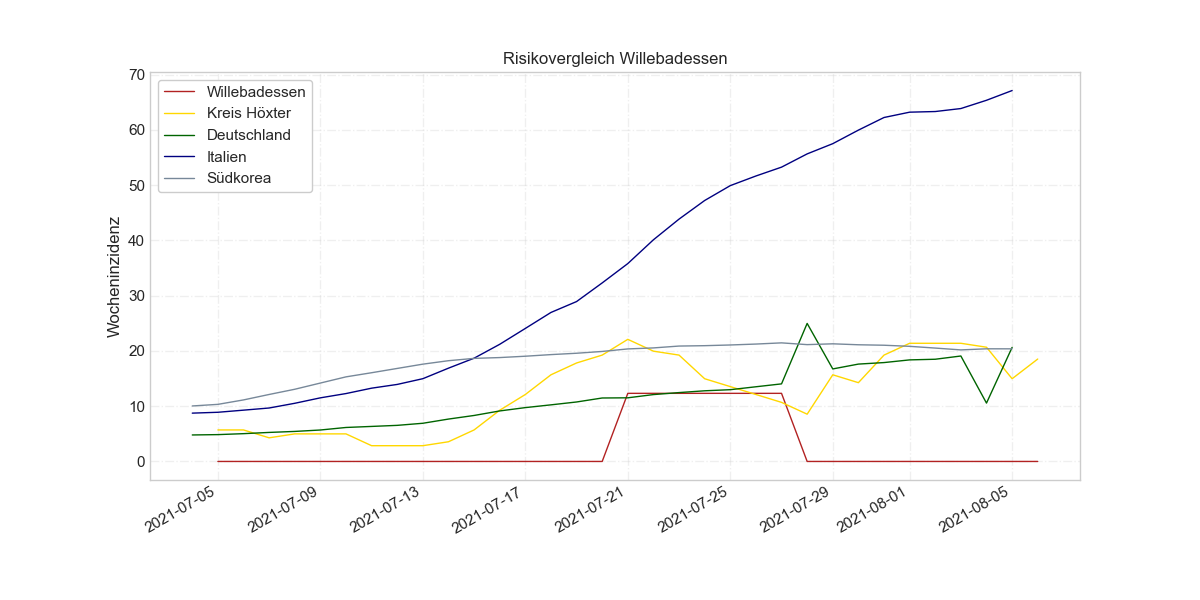 Risikovergleich Willebadessen
Willebadessen
Kreis Höxter
Deutschland
Italien
Südkorea
Wocheninzidenz
70
60
50
40
30
20
10
0
2021-07-05
2021-07-09
2021-07-13
2021-07-17
2021-07-21
2021-07-25
2021-07-29
2021-08-01
2021-08-05